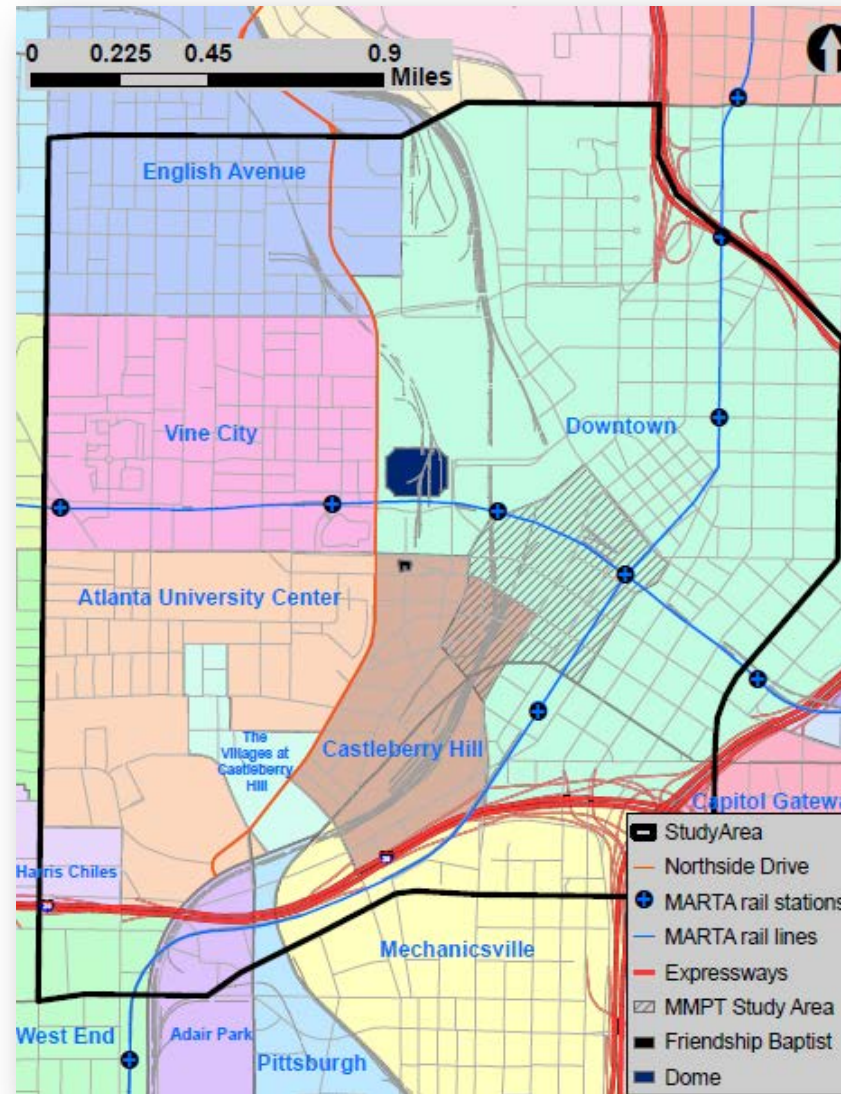 0 0.225 0.45 0.9
Miles
English Avenue
Vine City
Downtown
Atlanta University Center
The
Villages at
Castleberry
Hill
Castleberry Hill
Capitol Gatewa
Harris Chiles
Mechanicsville
West End
Adair Park
Pittsburgh
StudyArea
Northside Drive
MARTA rail stations
MARTA rail lines
Expressways
MMPT Study Area
Friendship Baptist
Dome